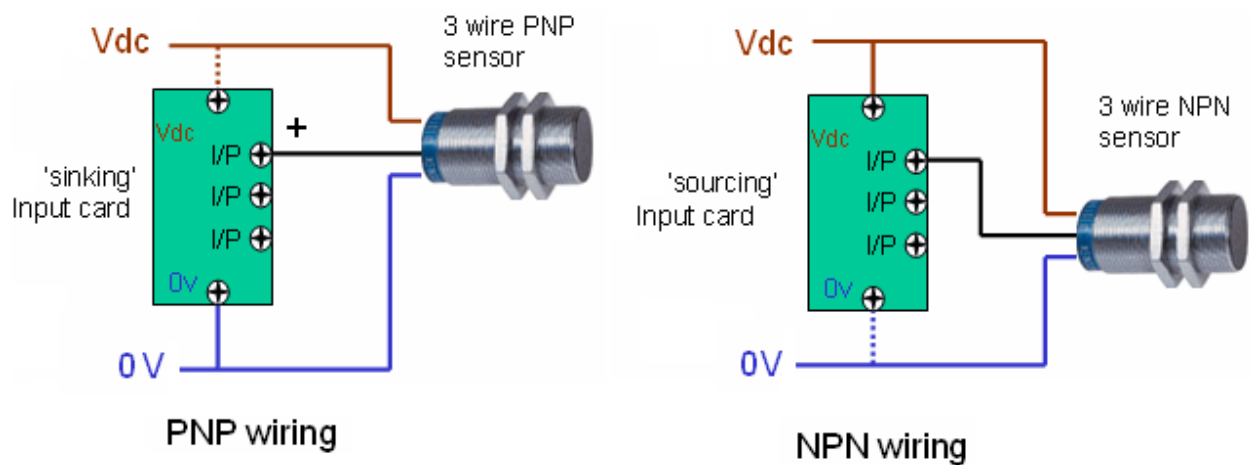 Vdc
3 wire PNP
sensor
Vdc
+
I/P
'sinking'
Input card
I/P
I/P
0v
0V
PNP wiring
Vdc
3 wire NPN
sensor
Vdc
I/P
'sourcing'
Input card
I/P
I/P
0v
0V
NPN wiring